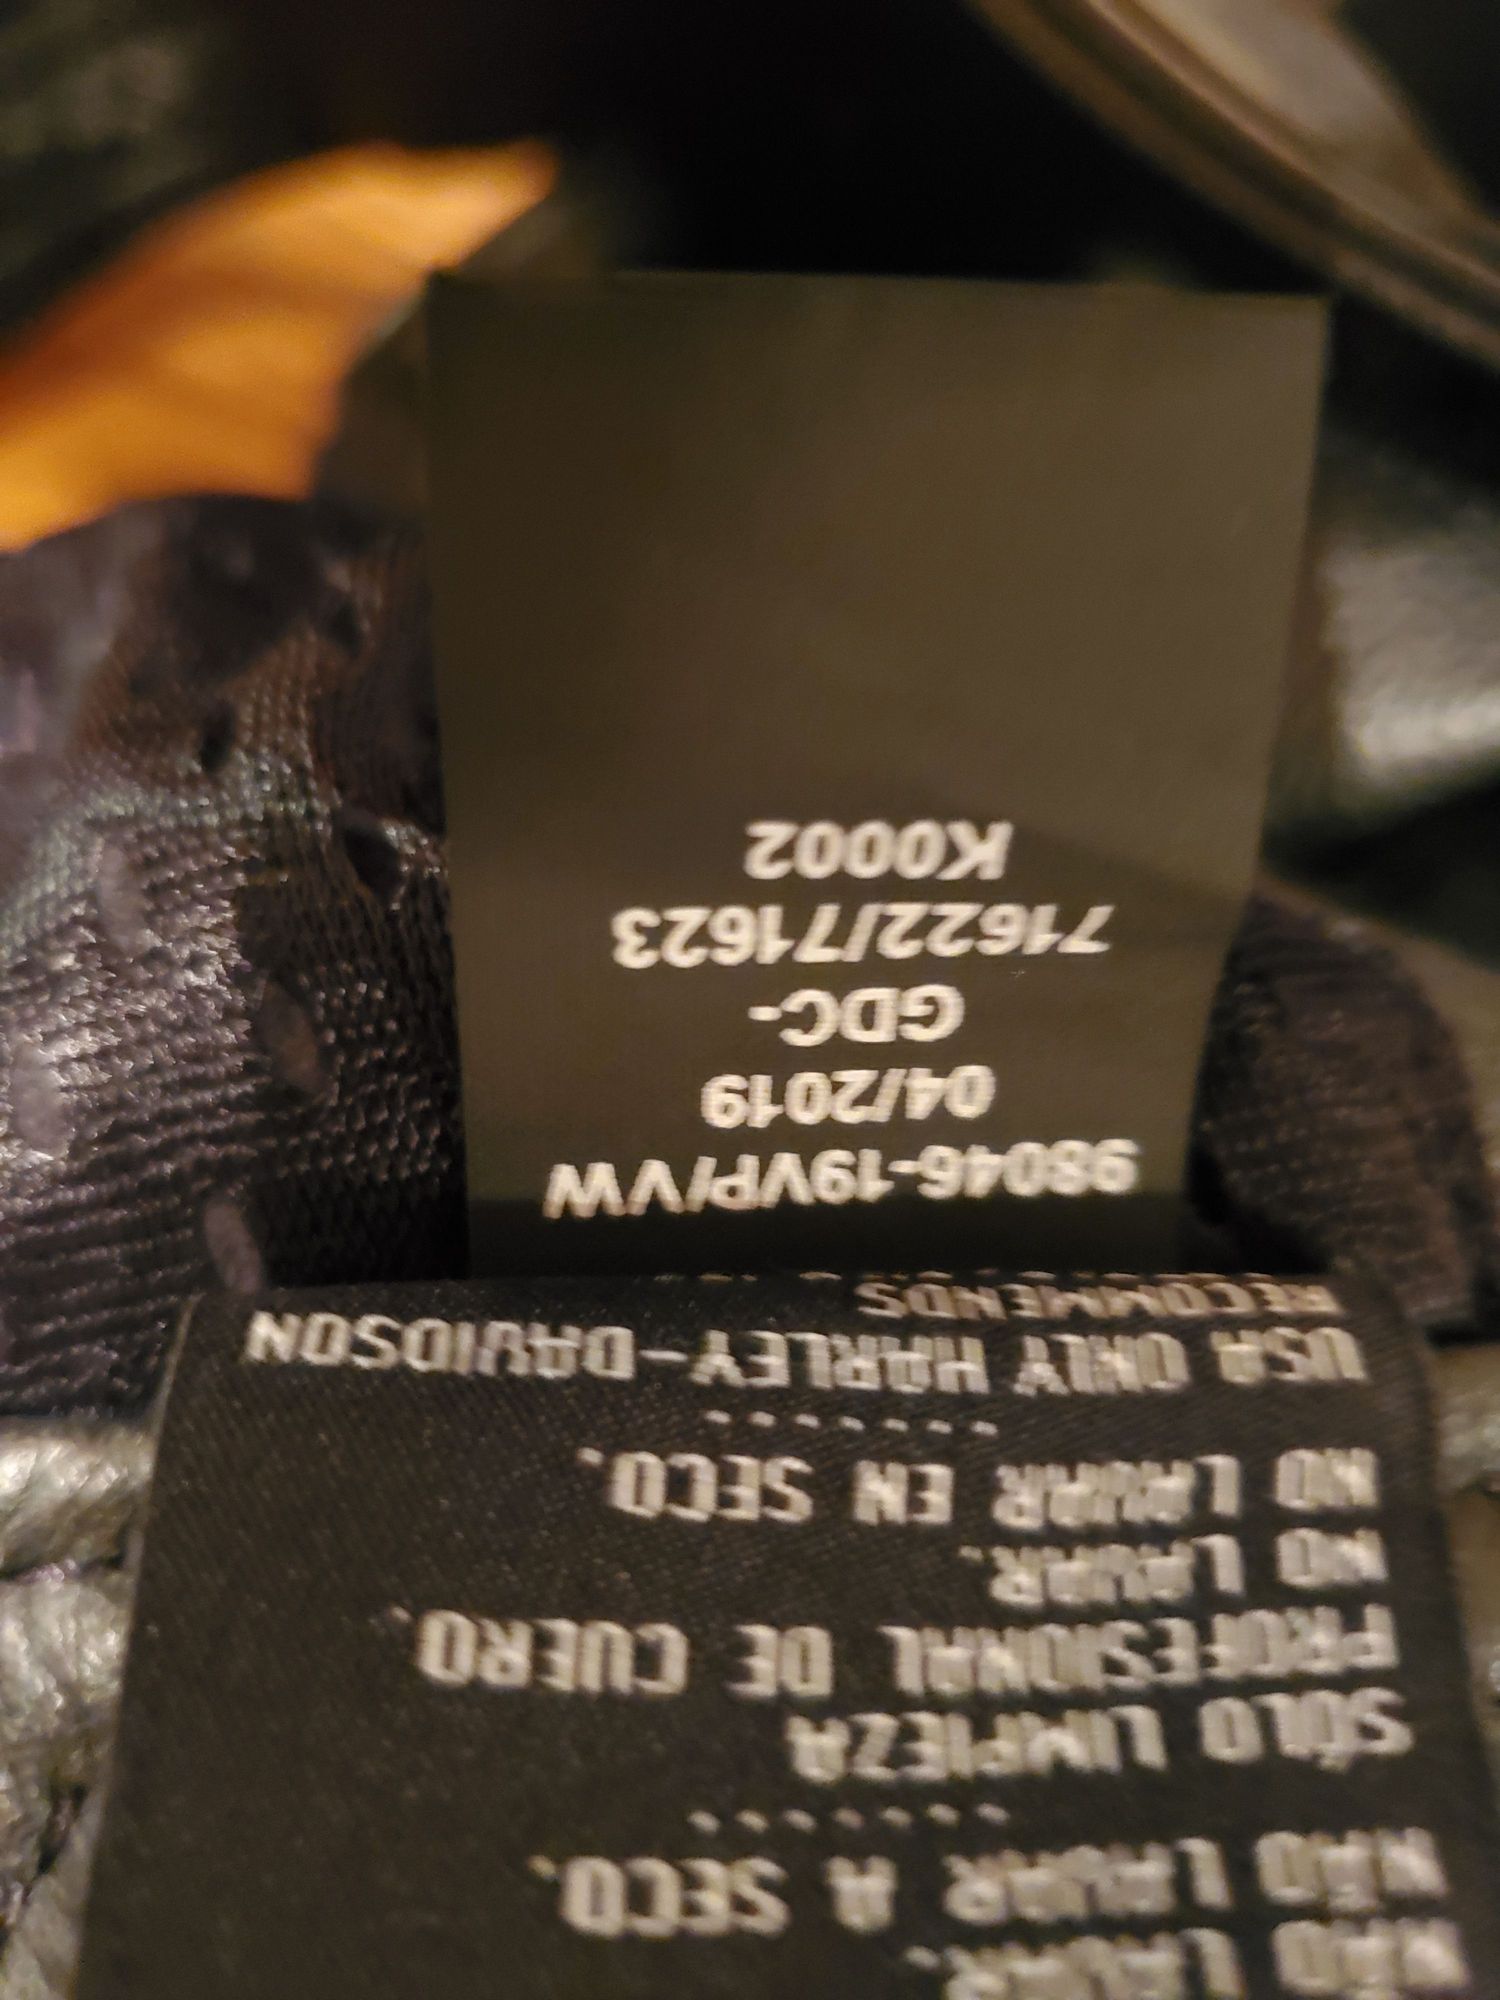 NÃO LAVAR.
NÃO LAVAR A SECO.
.......
SÓLO LIMPIEZA
PROFESIONAL DE CUERO.
NO LAVAR.
NO LAVAR EN SECO.
.......
USA ONLY HARLEY-DAVIDSON
RECOMMENDS
98046-19VP/VW
04/2019
GDC-
71622/71623
K0002